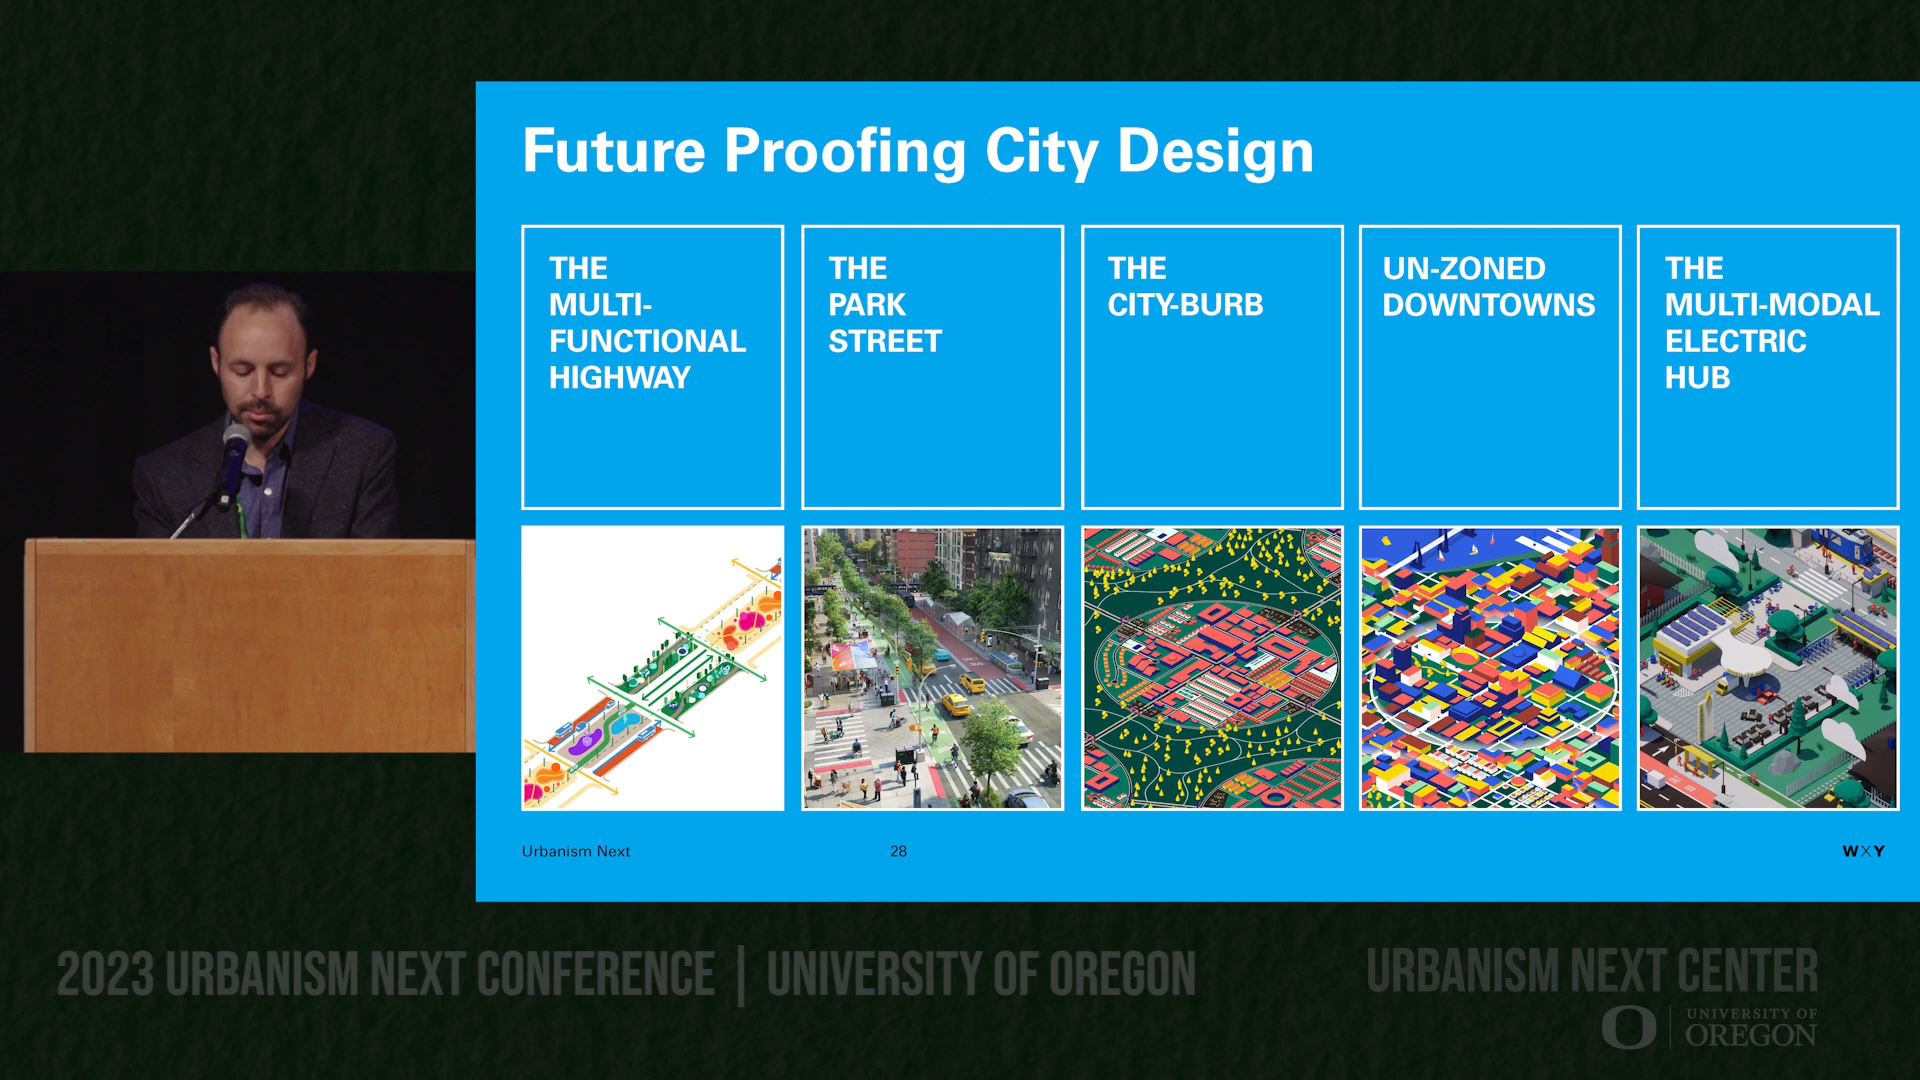 Future Proofing City Design
THE
MULTI-
FUNCTIONAL
HIGHWAY
THE
PARK
STREET
THE
CITY-BURB
UN-ZONED
DOWNTOWNS
THE
MULTI-MODAL
ELECTRIC
HUB
Urbanism Next
28
WXY
2023 URBANISM NEXT CONFERENCE | UNIVERSITY OF OREGON
URBANISM NEXT CENTER
O
UNIVERSITY OF
OREGON